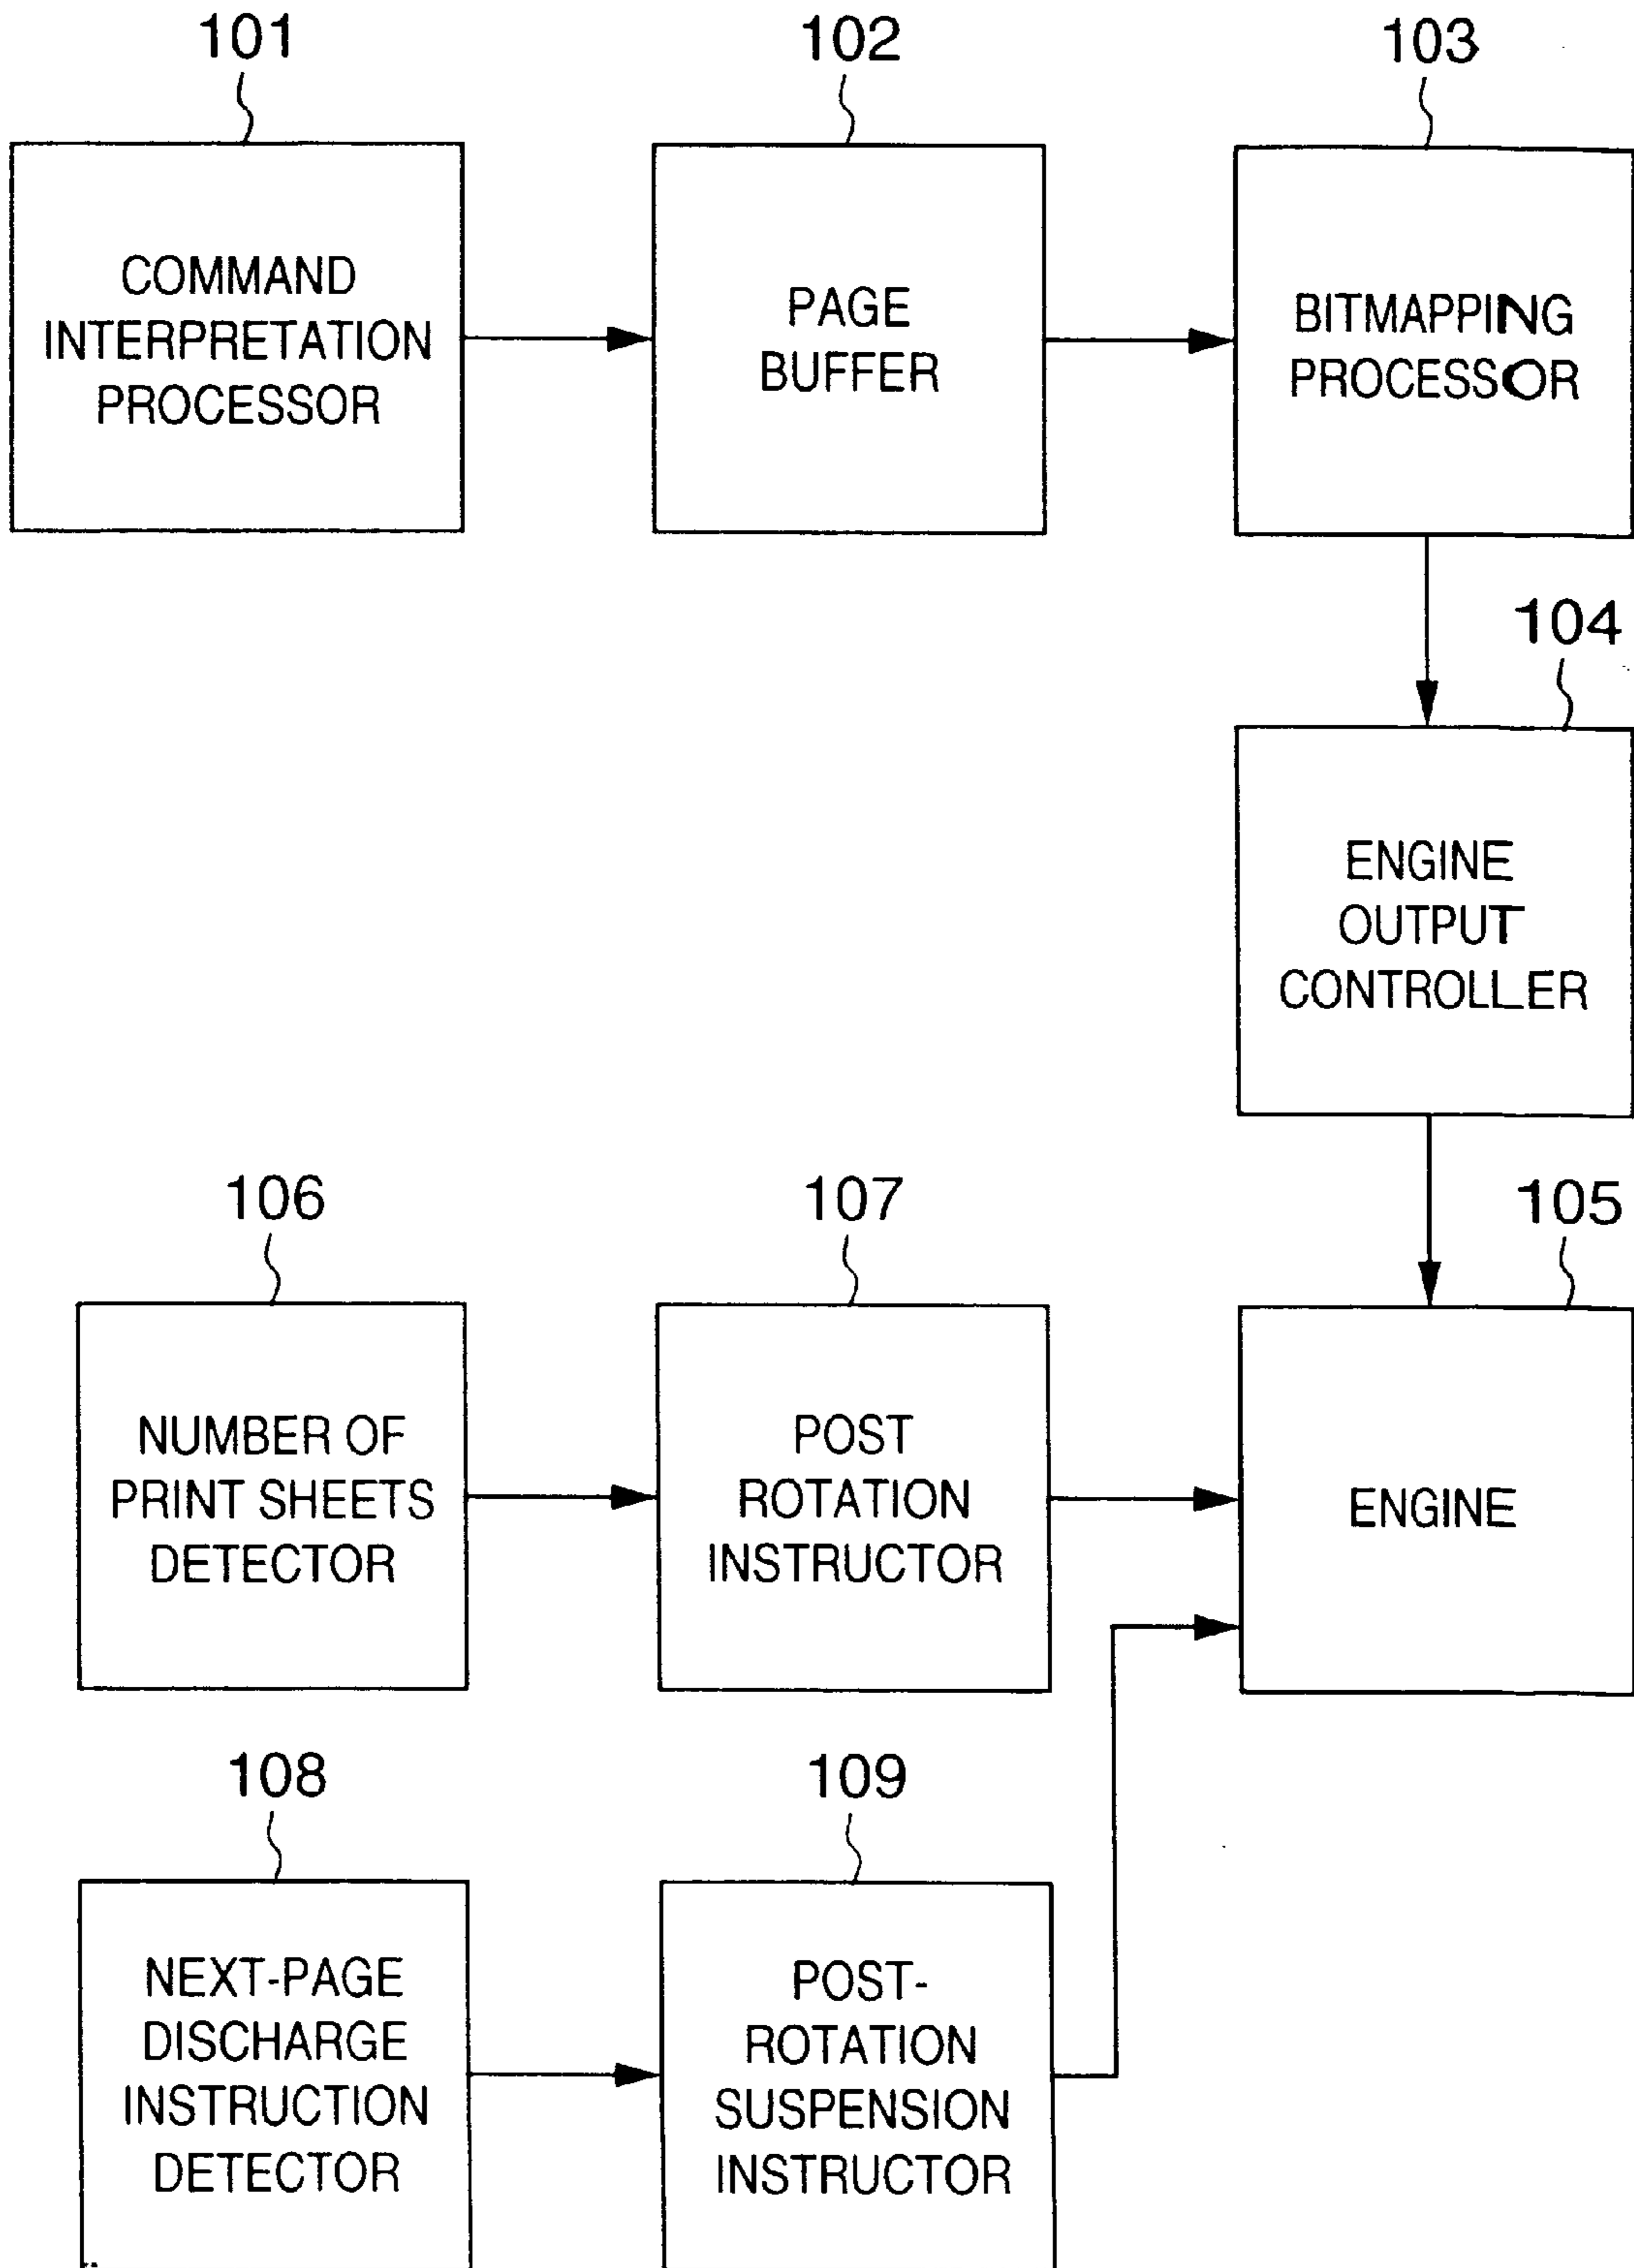 101
COMMAND
INTERPRETATION
PROCESSOR
102
PAGE
BUFFER
103
BITMAPPING
PROCESSOR
104
ENGINE
OUTPUT
CONTROLLER
106
NUMBER OF
PRINT SHEETS
DETECTOR
107
POST
ROTATION
INSTRUCTOR
105
ENGINE
108
NEXT-PAGE
DISCHARGE
INSTRUCTION
DETECTOR
109
POST-
ROTATION
SUSPENSION
INSTRUCTOR